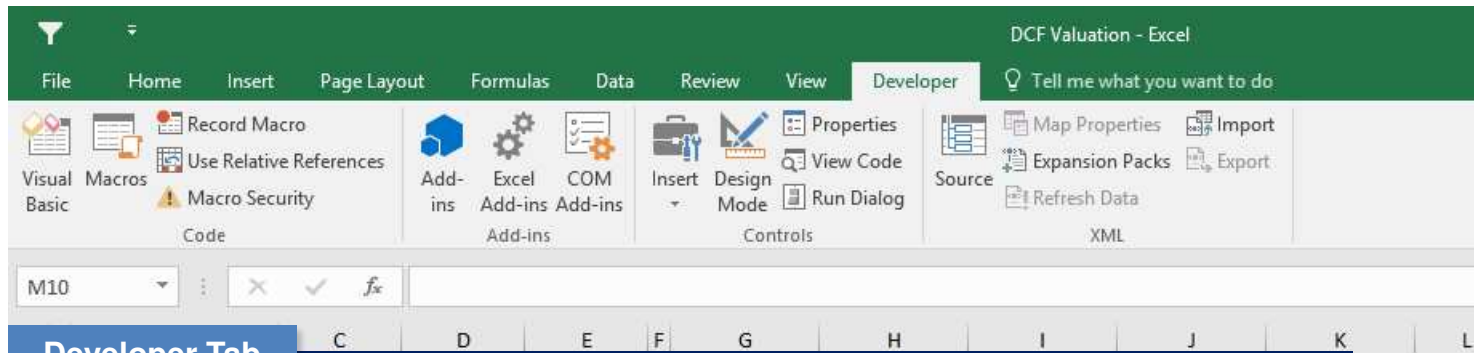 DCF Valuation - Excel
File Home Insert Page Layout Formulas Data Review View Developer Tell me what you want to do
Visual Basic
Macros
Record Macro
Use Relative References
Macro Security
Code
Add-ins
Excel Add-ins
COM Add-ins
Add-ins
Insert
Design Mode
Properties
View Code
Run Dialog
Controls
Source
Map Properties
Expansion Packs
Refresh Data
Import
Export
XML
M10 fx
Developer Tab C D E F G H I J K L